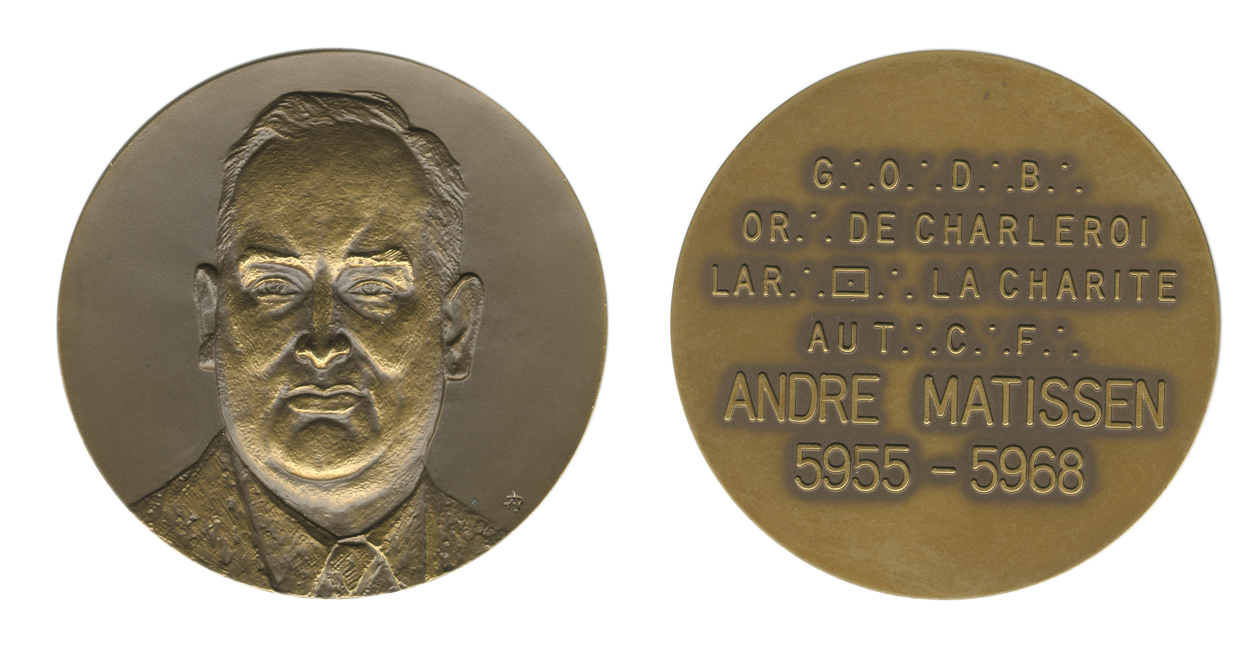 G∴O∴D∴B∴
OR∴ DE CHARLEROI
LAR∴ ⊡∴ LA CHARITE
AUT∴C∴F∴
ANDRE MATISSEN
5955 – 5968